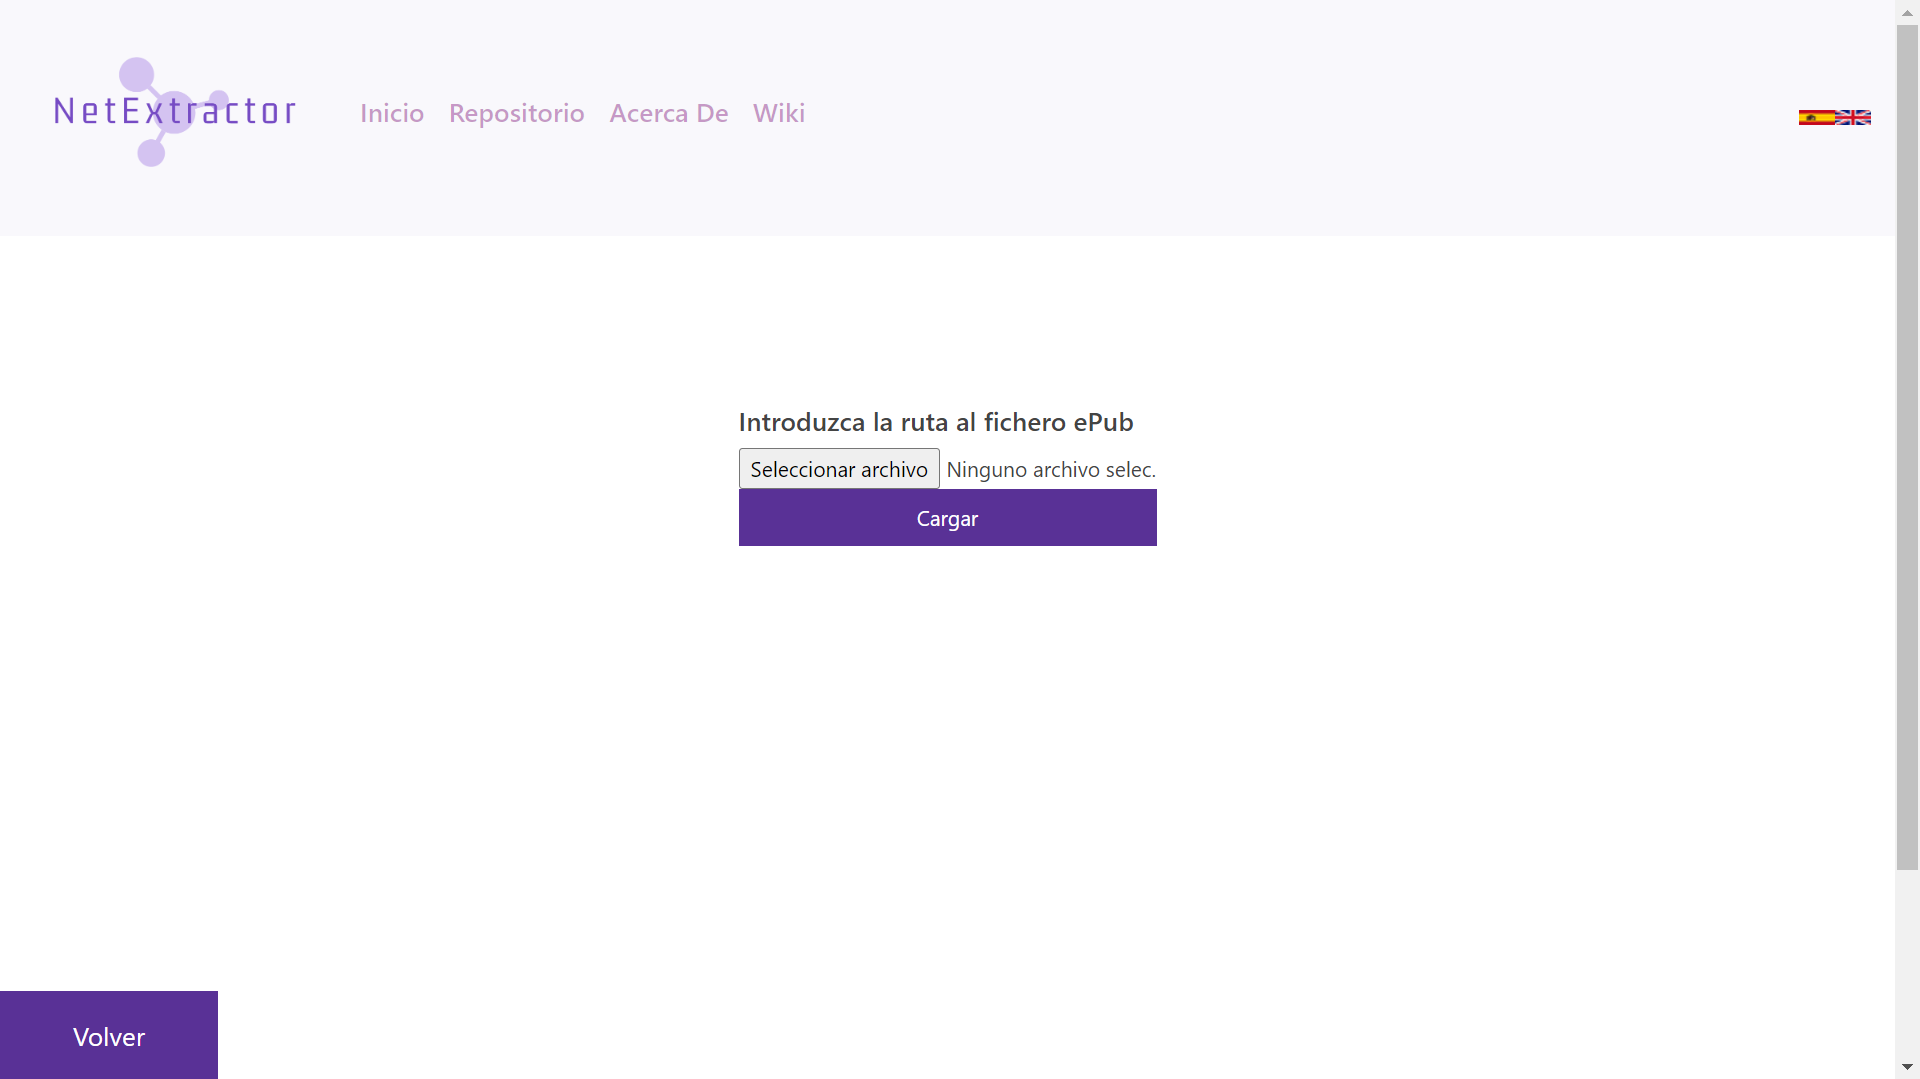 NetExtractor
Inicio Repositorio Acerca De Wiki
Introduzca la ruta al fichero ePub
Seleccionar archivo Ninguno archivo selec.
Cargar
Volver